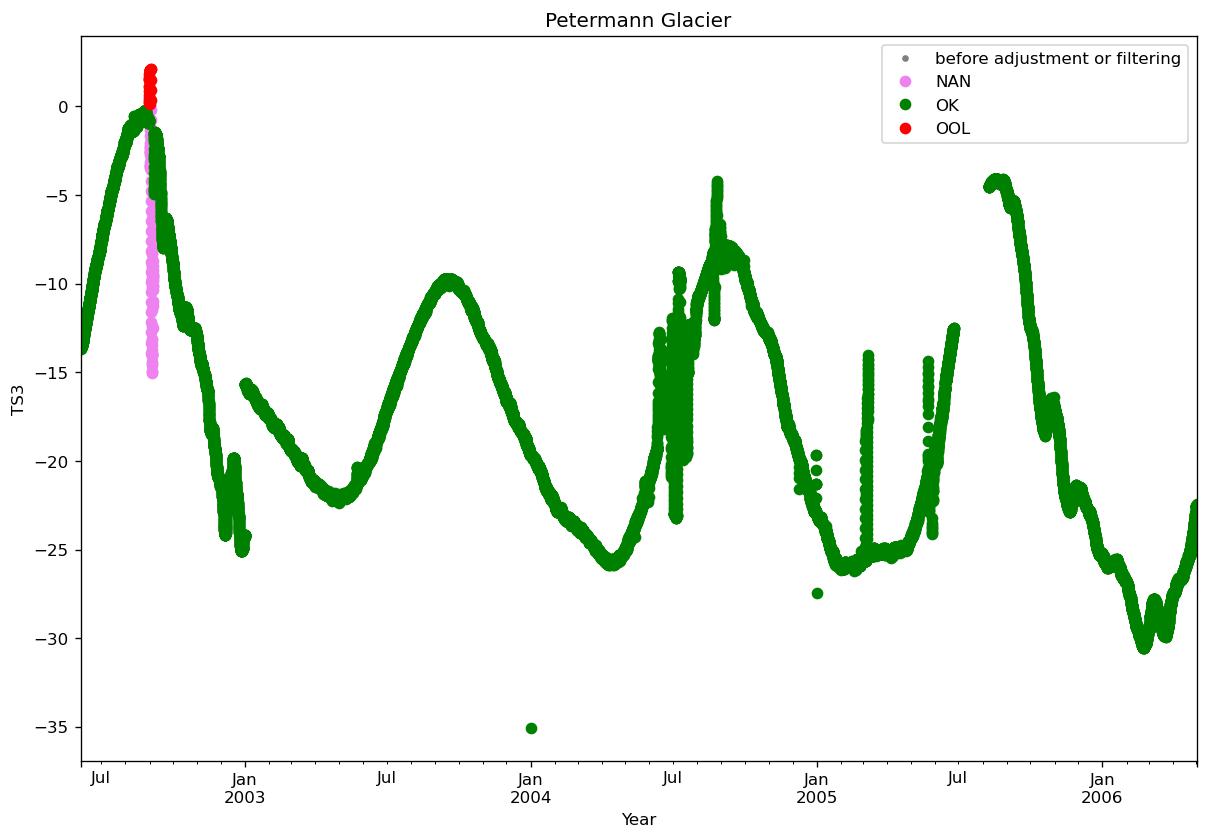 Petermann Glacier
before adjustment or filtering
NAN
OK
OOL
TS3
0
−5
−10
−15
−20
−25
−30
−35
Jul Jan Jul Jan Jul Jan Jul Jan
2003 2004 2005 2006
Year